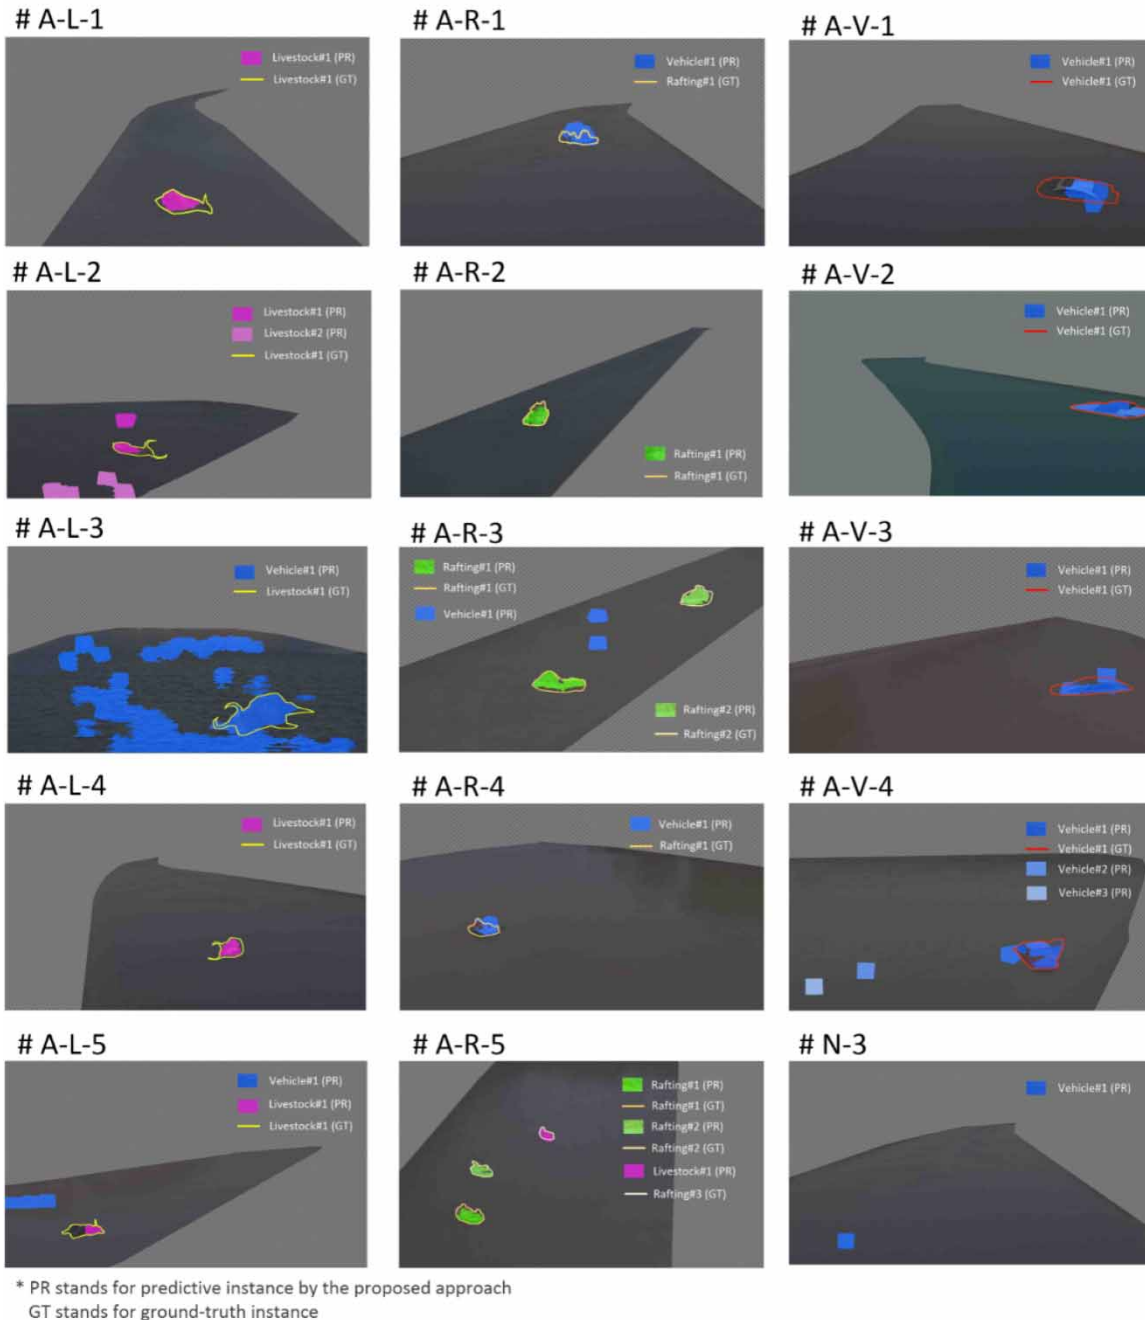 # A-L-1
Livestock#1 (PR)
Livestock#1 (GT)
# A-R-1
Vehicle#1 (PR)
Rafting#1 (GT)
# A-V-1
Vehicle#1 (PR)
Vehicle#1 (GT)
# A-L-2
Livestock#1 (PR)
Livestock#2 (PR)
Livestock#1 (GT)
# A-R-2
Rafting#1 (PR)
Rafting#1 (GT)
# A-V-2
Vehicle#1 (PR)
Vehicle#1 (GT)
# A-L-3
Vehicle#1 (PR)
Livestock#1 (GT)
# A-R-3
Rafting#1 (PR)
Rafting#1 (GT)
Vehicle#1 (PR)
Rafting#2 (PR)
Rafting#2 (GT)
# A-V-3
Vehicle#1 (PR)
Vehicle#1 (GT)
# A-L-4
Livestock#1 (PR)
Livestock#1 (GT)
# A-R-4
Vehicle#1 (PR)
Rafting#1 (GT)
# A-V-4
Vehicle#1 (PR)
Vehicle#1 (GT)
Vehicle#2 (PR)
Vehicle#3 (PR)
# A-L-5
Vehicle#1 (PR)
Livestock#1 (PR)
Livestock#1 (GT)
# A-R-5
Rafting#1 (PR)
Rafting#1 (GT)
Rafting#2 (PR)
Rafting#2 (GT)
Livestock#1 (PR)
Rafting#3 (GT)
# N-3
Vehicle#1 (PR)
* PR stands for predictive instance by the proposed approach
GT stands for ground-truth instance